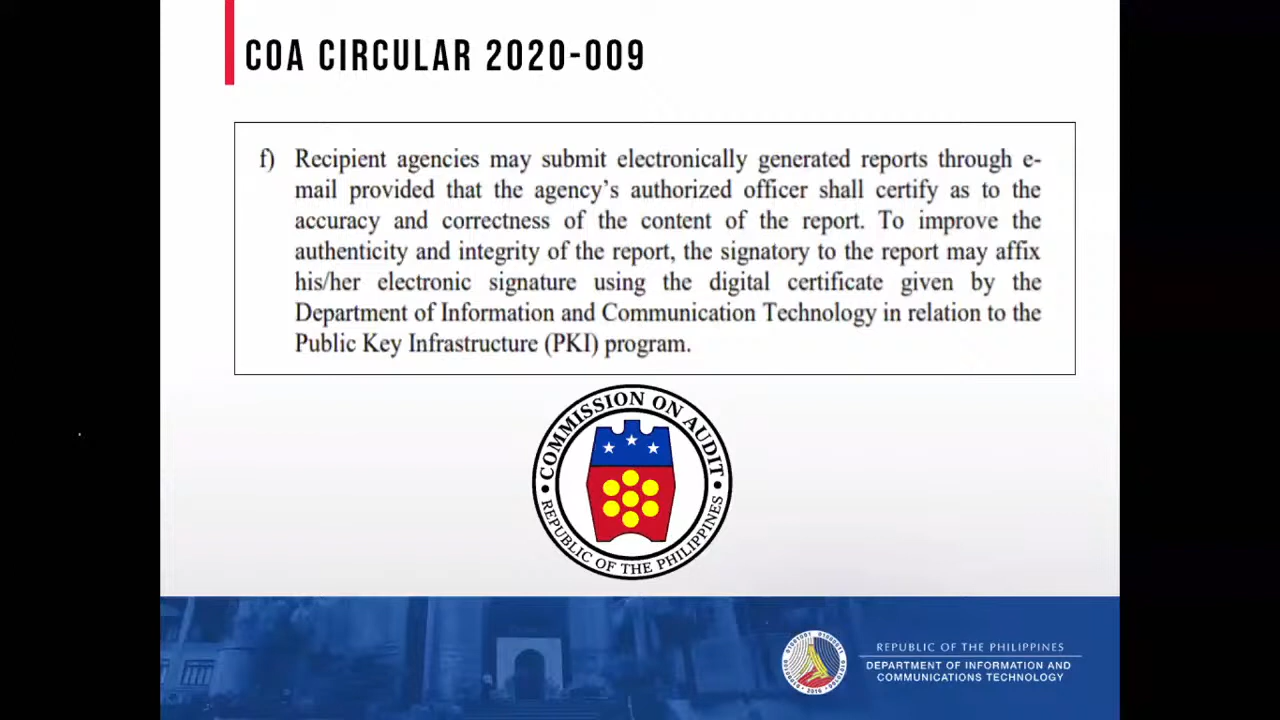 COA CIRCULAR 2020-009
f) Recipient agencies may submit electronically generated reports through e-
mail provided that the agency's authorized officer shall certify as to the
accuracy and correctness of the content of the report. To improve the
authenticity and integrity of the report, the signatory to the report may affix
his/her electronic signature using the digital certificate given by the
Department of Information and Communication Technology in relation to the
Public Key Infrastructure (PKI) program.
COMMISSION ON AUDIT
REPUBLIC OF THE PHILIPPINES
REPUBLIC OF THE PHILIPPINES
DEPARTMENT OF INFORMATION AND
COMMUNICATIONS TECHNOLOGY